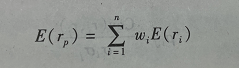 E(r_p) = \sum_{i=1}^{n} w_i E(r_i)